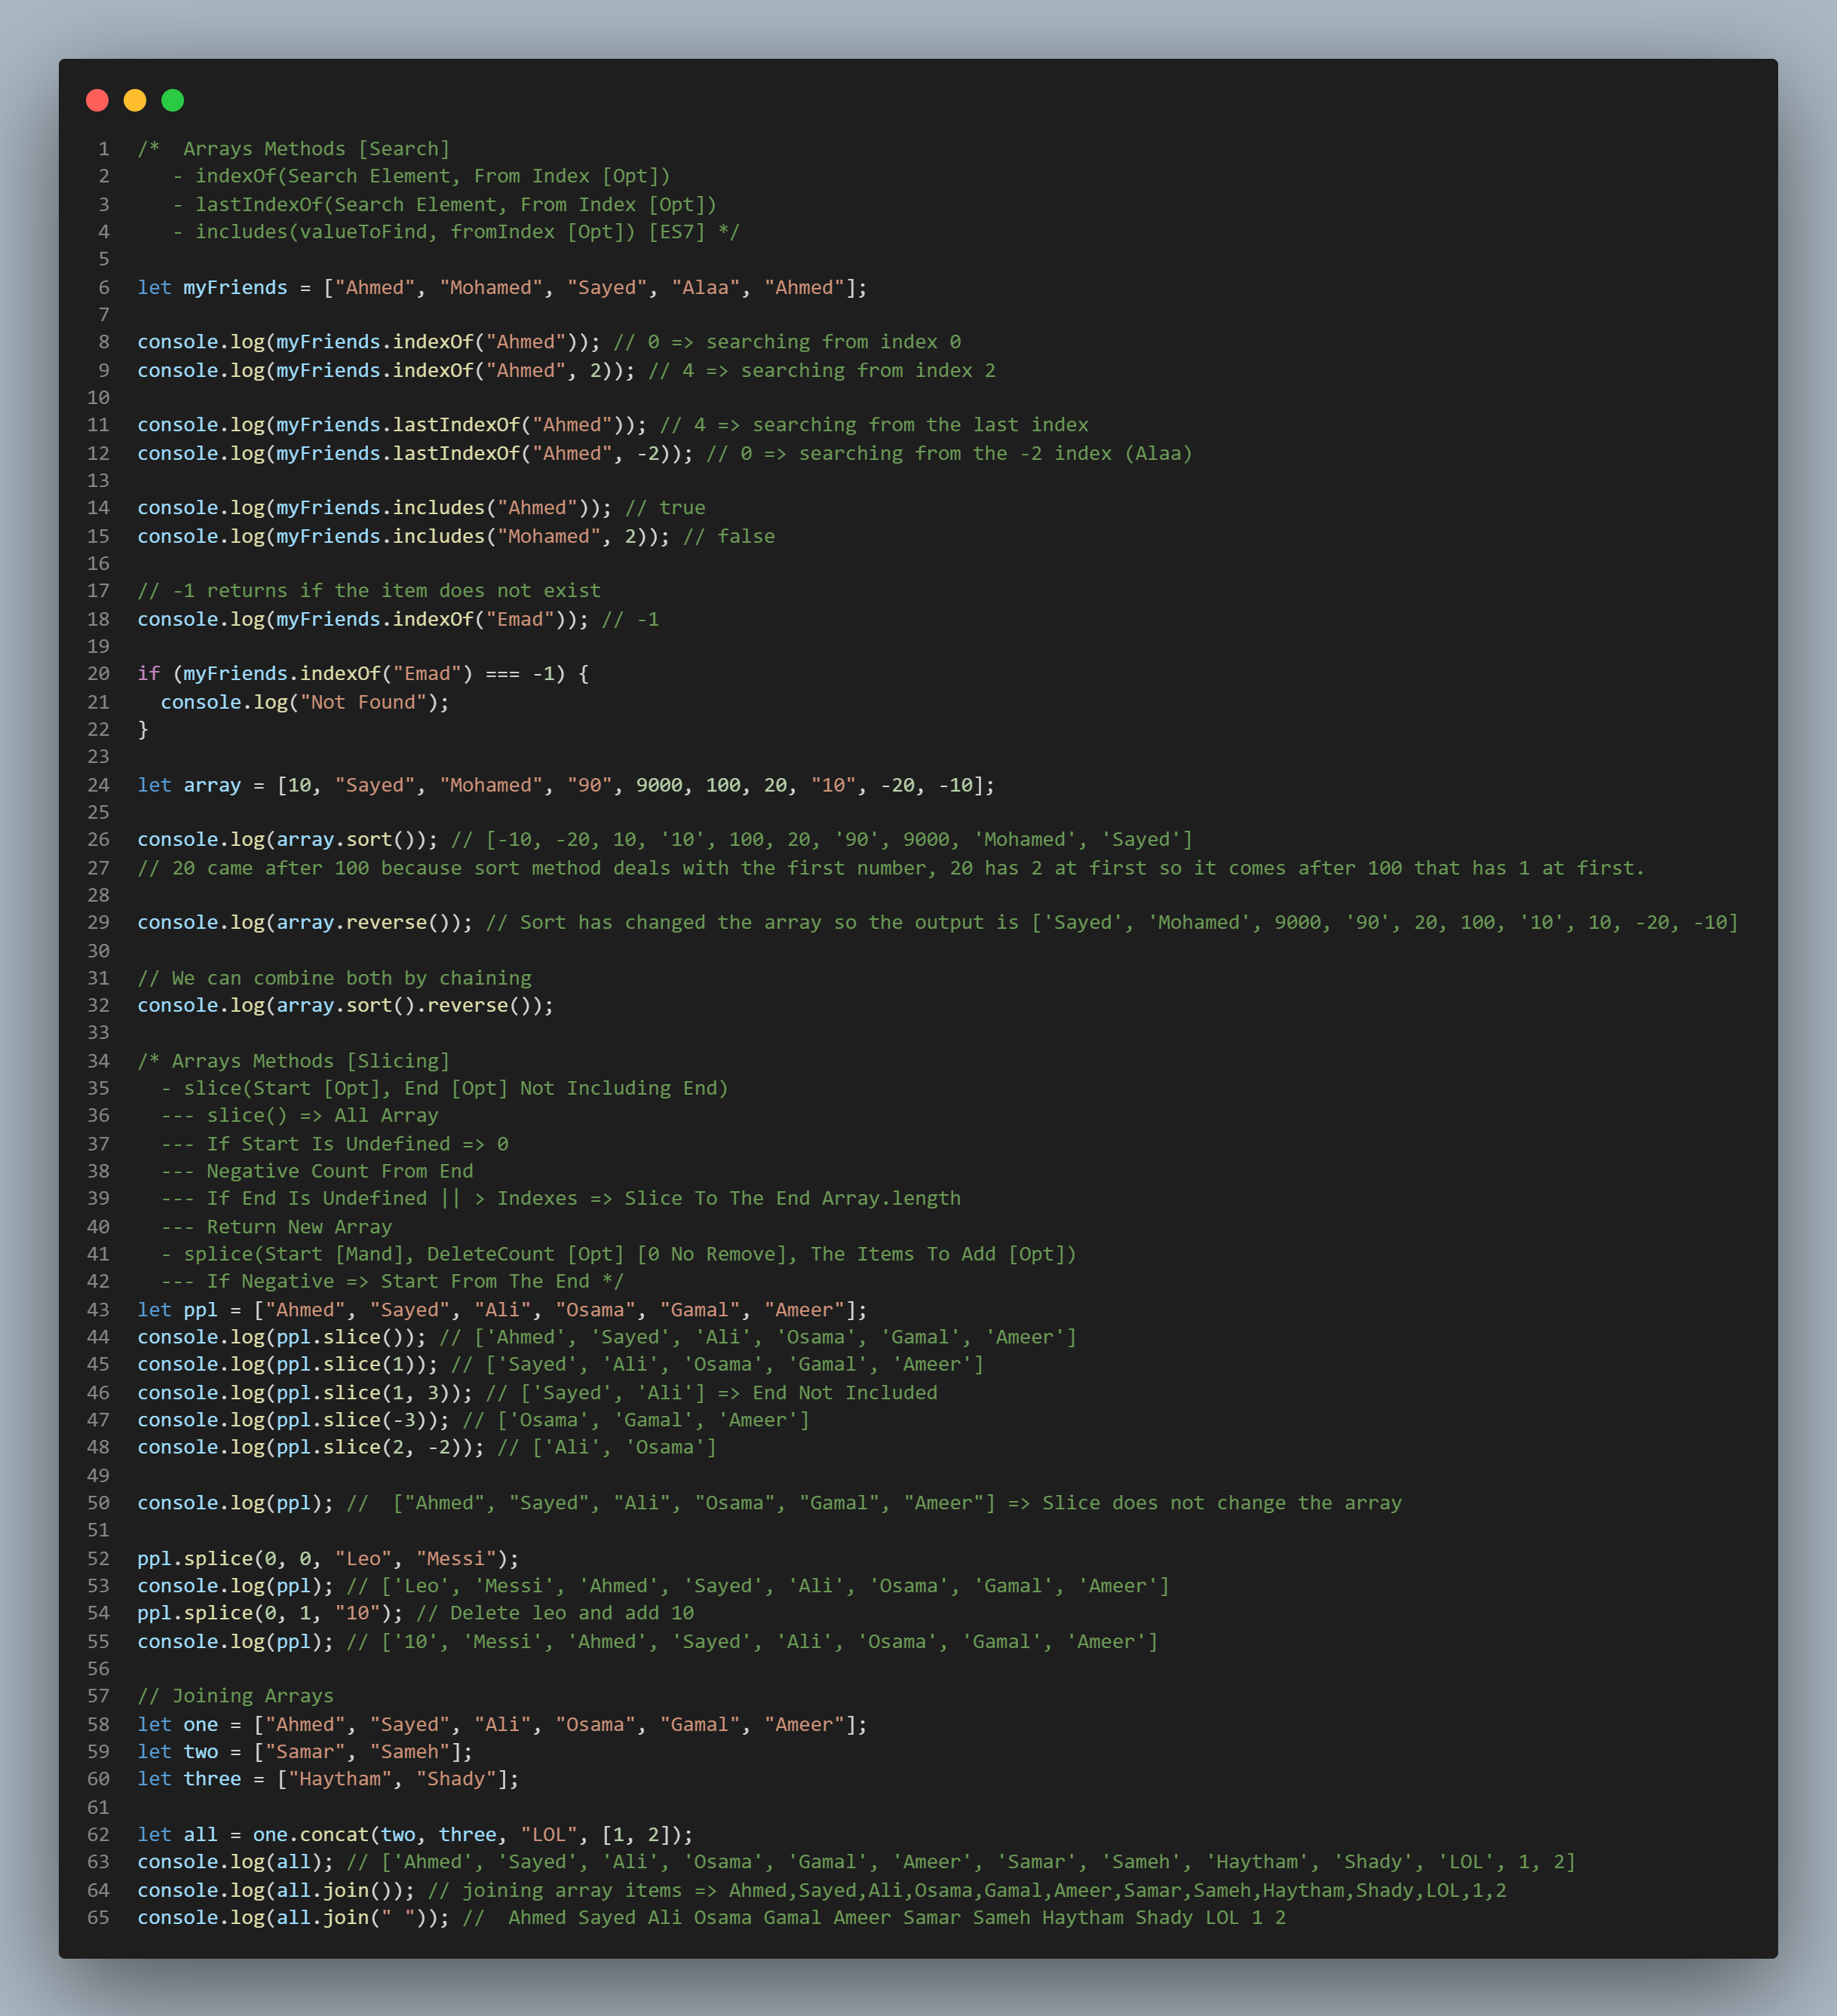 1 /*  Arrays Methods [Search]
2    - indexOf(Search Element, From Index [Opt])
3    - lastIndexOf(Search Element, From Index [Opt])
4    - includes(valueToFind, fromIndex [Opt]) [ES7] */
5
6 let myFriends = ["Ahmed", "Mohamed", "Sayed", "Alaa", "Ahmed"];
7
8 console.log(myFriends.indexOf("Ahmed")); // 0 => searching from index 0
9 console.log(myFriends.indexOf("Ahmed", 2)); // 4 => searching from index 2
10
11 console.log(myFriends.lastIndexOf("Ahmed")); // 4 => searching from the last index
12 console.log(myFriends.lastIndexOf("Ahmed", -2)); // 0 => searching from the -2 index (Alaa)
13
14 console.log(myFriends.includes("Ahmed")); // true
15 console.log(myFriends.includes("Mohamed", 2)); // false
16
17 // -1 returns if the item does not exist
18 console.log(myFriends.indexOf("Emad")); // -1
19
20 if (myFriends.indexOf("Emad") === -1) {
21   console.log("Not Found");
22 }
23
24 let array = [10, "Sayed", "Mohamed", "90", 9000, 100, 20, "10", -20, -10];
25
26 console.log(array.sort()); // [-10, -20, 10, '10', 100, 20, '90', 9000, 'Mohamed', 'Sayed']
27 // 20 came after 100 because sort method deals with the first number, 20 has 2 at first so it comes after 100 that has 1 at first.
28
29 console.log(array.reverse()); // Sort has changed the array so the output is ['Sayed', 'Mohamed', 9000, '90', 20, 100, '10', 10, -20, -10]
30
31 // We can combine both by chaining
32 console.log(array.sort().reverse());
33
34 /* Arrays Methods [Slicing]
35   - slice(Start [Opt], End [Opt] Not Including End)
36   --- slice() => All Array
37   --- If Start Is Undefined => 0
38   --- Negative Count From End
39   --- If End Is Undefined || > Indexes => Slice To The End Array.length
40   --- Return New Array
41   - splice(Start [Mand], DeleteCount [Opt] [0 No Remove], The Items To Add [Opt])
42   --- If Negative => Start From The End */
43 let ppl = ["Ahmed", "Sayed", "Ali", "Osama", "Gamal", "Ameer"];
44 console.log(ppl.slice()); // ['Ahmed', 'Sayed', 'Ali', 'Osama', 'Gamal', 'Ameer']
45 console.log(ppl.slice(1)); // ['Sayed', 'Ali', 'Osama', 'Gamal', 'Ameer']
46 console.log(ppl.slice(1, 3)); // ['Sayed', 'Ali'] => End Not Included
47 console.log(ppl.slice(-3)); // ['Osama', 'Gamal', 'Ameer']
48 console.log(ppl.slice(2, -2)); // ['Ali', 'Osama']
49
50 console.log(ppl); //  ["Ahmed", "Sayed", "Ali", "Osama", "Gamal", "Ameer"] => Slice does not change the array
51
52 ppl.splice(0, 0, "Leo", "Messi");
53 console.log(ppl); // ['Leo', 'Messi', 'Ahmed', 'Sayed', 'Ali', 'Osama', 'Gamal', 'Ameer']
54 ppl.splice(0, 1, "10"); // Delete leo and add 10
55 console.log(ppl); // ['10', 'Messi', 'Ahmed', 'Sayed', 'Ali', 'Osama', 'Gamal', 'Ameer']
56
57 // Joining Arrays
58 let one = ["Ahmed", "Sayed", "Ali", "Osama", "Gamal", "Ameer"];
59 let two = ["Samar", "Sameh"];
60 let three = ["Haytham", "Shady"];
61
62 let all = one.concat(two, three, "LOL", [1, 2]);
63 console.log(all); // ['Ahmed', 'Sayed', 'Ali', 'Osama', 'Gamal', 'Ameer', 'Samar', 'Sameh', 'Haytham', 'Shady', 'LOL', 1, 2]
64 console.log(all.join()); // joining array items => Ahmed,Sayed,Ali,Osama,Gamal,Ameer,Samar,Sameh,Haytham,Shady,LOL,1,2
65 console.log(all.join(" ")); //  Ahmed Sayed Ali Osama Gamal Ameer Samar Sameh Haytham Shady LOL 1 2